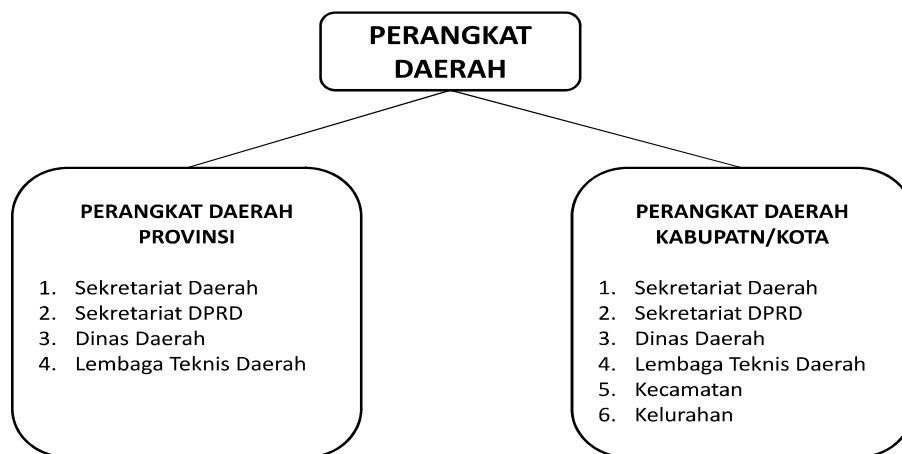 PERANGKAT
DAERAH
PERANGKAT DAERAH
PROVINSI
1. Sekretariat Daerah
2. Sekretariat DPRD
3. Dinas Daerah
4. Lembaga Teknis Daerah
PERANGKAT DAERAH
KABUPATN/KOTA
1. Sekretariat Daerah
2. Sekretariat DPRD
3. Dinas Daerah
4. Lembaga Teknis Daerah
5. Kecamatan
6. Kelurahan